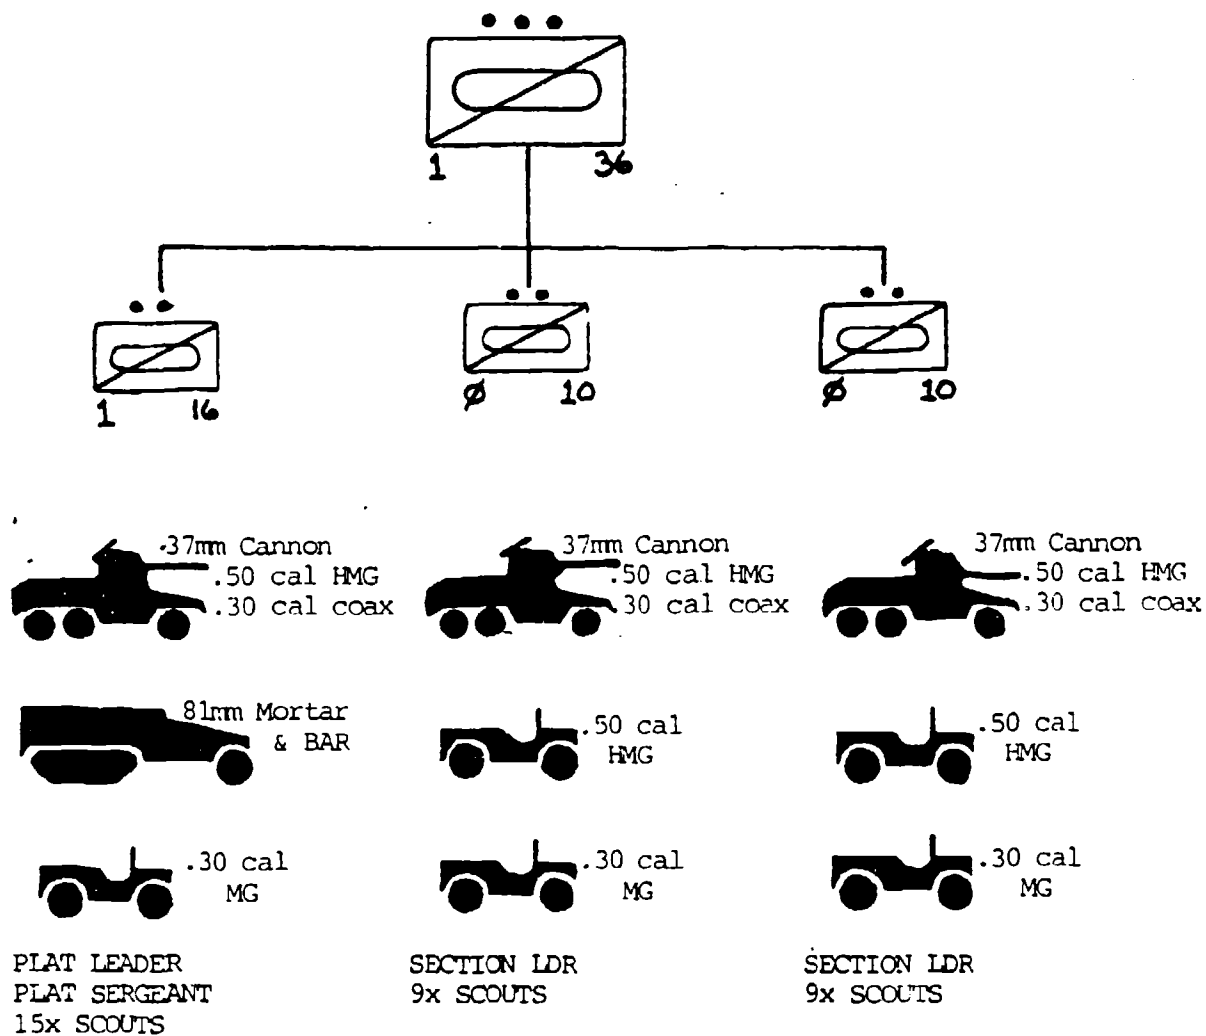 1 36
1 16
Ø 10
Ø 10
37mm Cannon
.50 cal HMG
.30 cal coax
37mm Cannon
.50 cal HMG
.30 cal coax
37mm Cannon
.50 cal HMG
.30 cal coax
81mm Mortar
& BAR
.50 cal
HMG
.50 cal
HMG
.30 cal
MG
.30 cal
MG
.30 cal
MG
PLAT LEADER
PLAT SERGEANT
15x SCOUTS
SECTION LDR
9x SCOUTS
SECTION LDR
9x SCOUTS